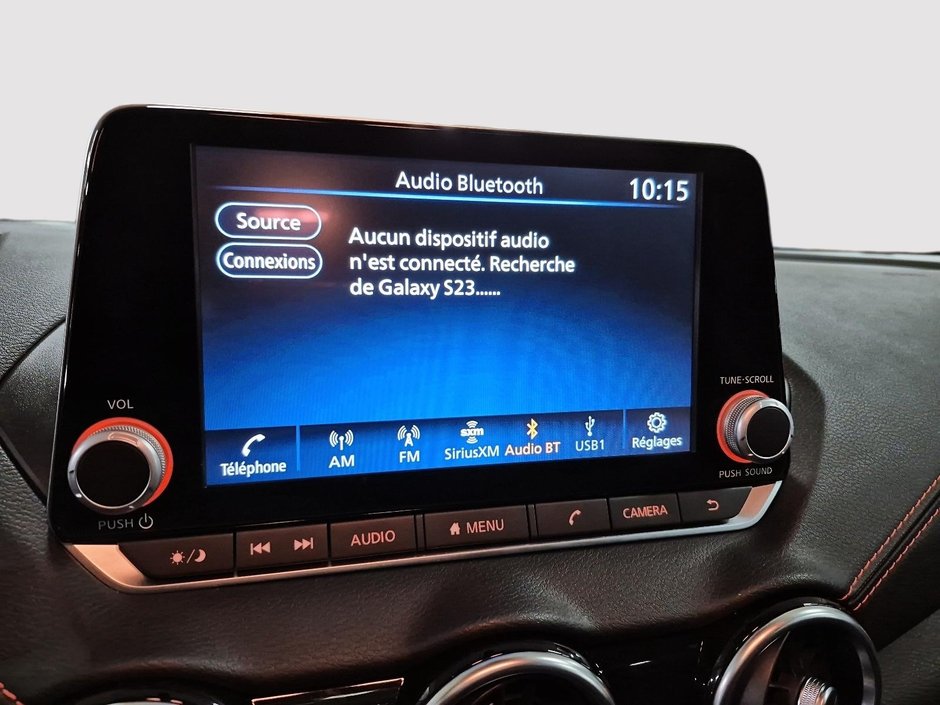 Audio Bluetooth 10:15
Source
Connexions
Aucun dispositif audio
n'est connecté. Recherche
de Galaxy S23......
VOL
PUSH
TUNE·SCROLL
PUSH SOUND
Téléphone
AM
FM
sxm
SiriusXM
Audio BT
USB1
Réglages
AUDIO
MENU
CAMERA